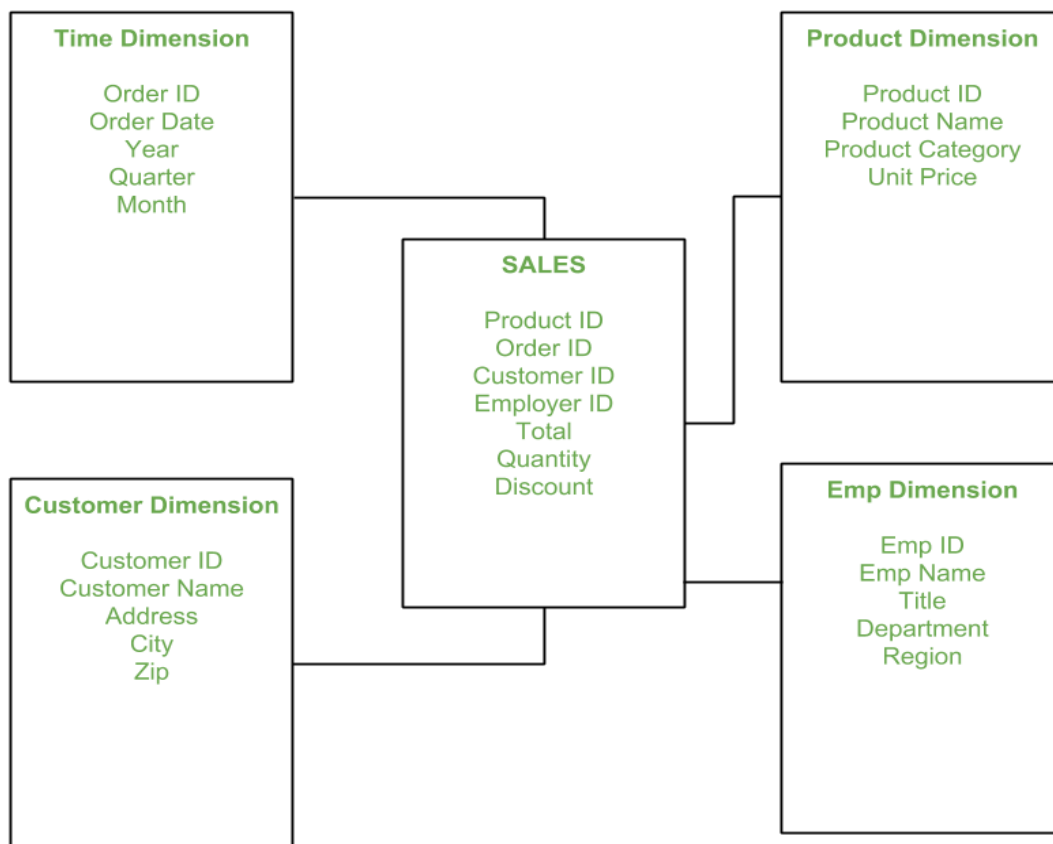 Time Dimension
Order ID
Order Date
Year
Quarter
Month
Product Dimension
Product ID
Product Name
Product Category
Unit Price
SALES
Product ID
Order ID
Customer ID
Employer ID
Total
Quantity
Discount
Customer Dimension
Customer ID
Customer Name
Address
City
Zip
Emp Dimension
Emp ID
Emp Name
Title
Department
Region